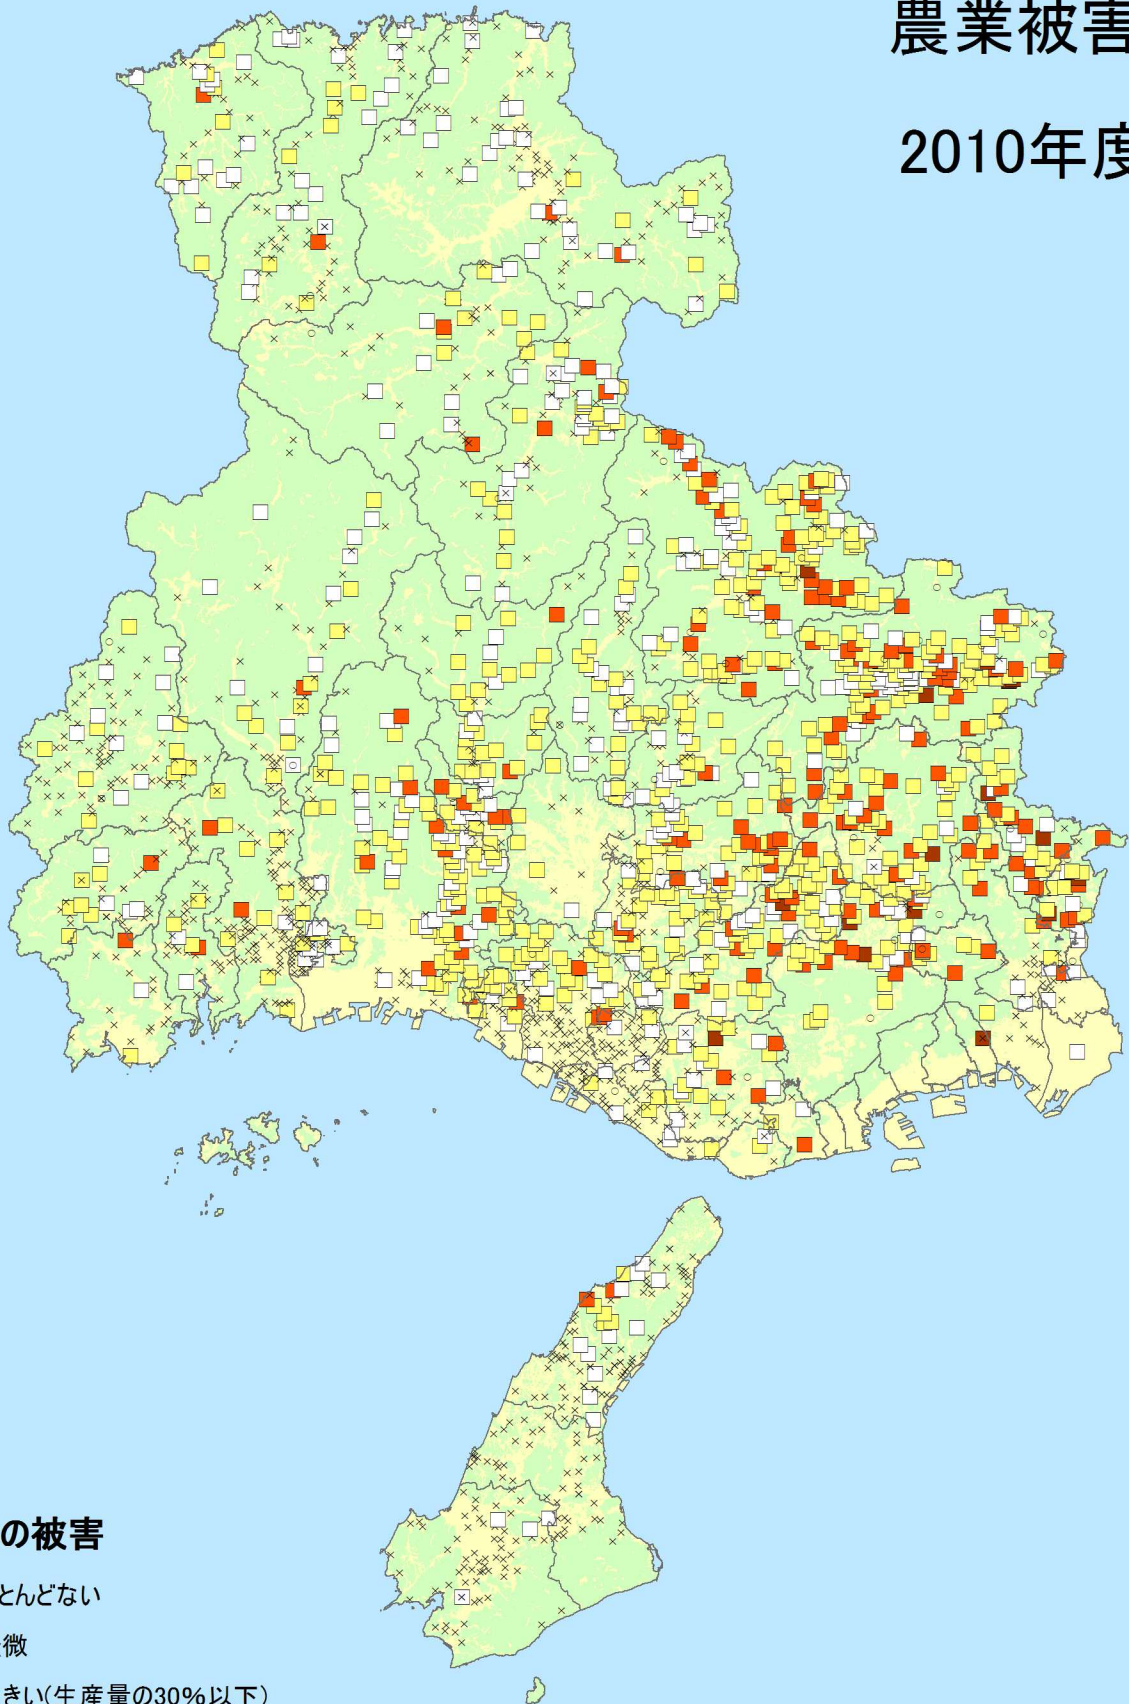 農業被害
2010年度
の被害
とんどない
微
きい(生産量の30%以下)